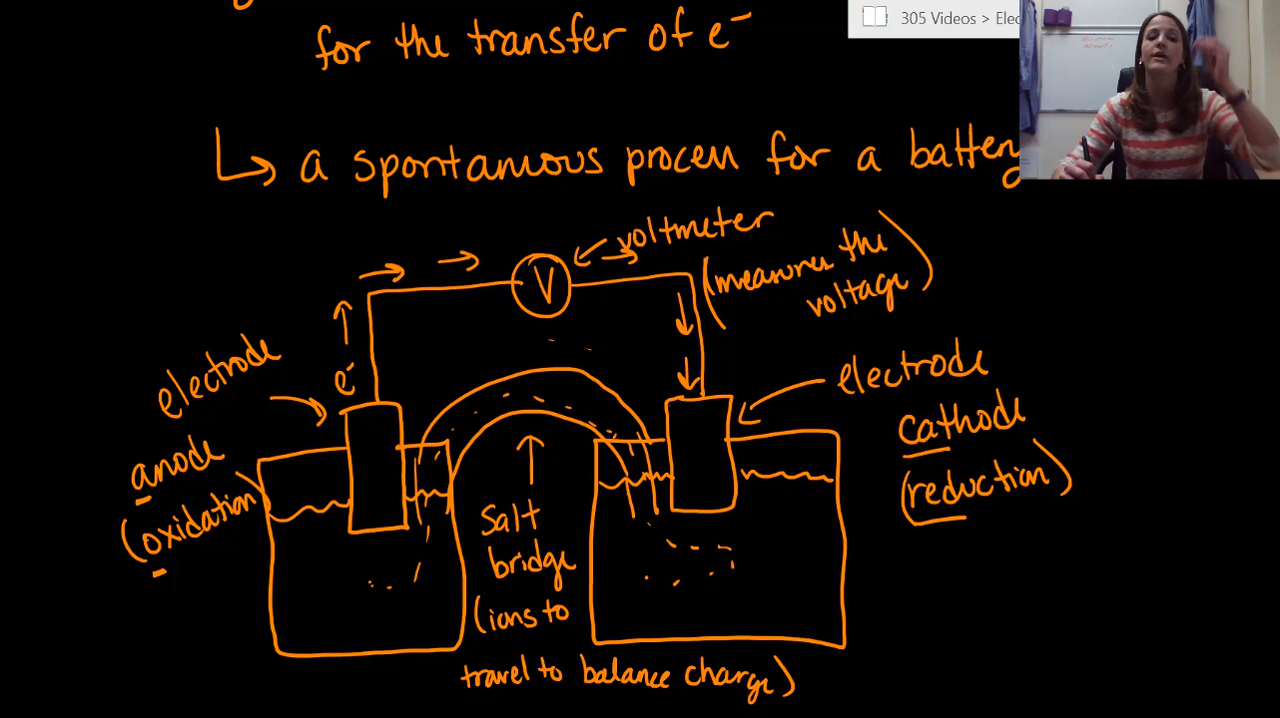 for the transfer of e⁻
305 Videos > Elec
↳ a spontaneous process for a battery
voltmeter
(measures the
voltage)
V
e⁻
electrode
anode
(oxidation)
electrode
cathode
(reduction)
Salt
bridge
(ions to
travel to balance charge)